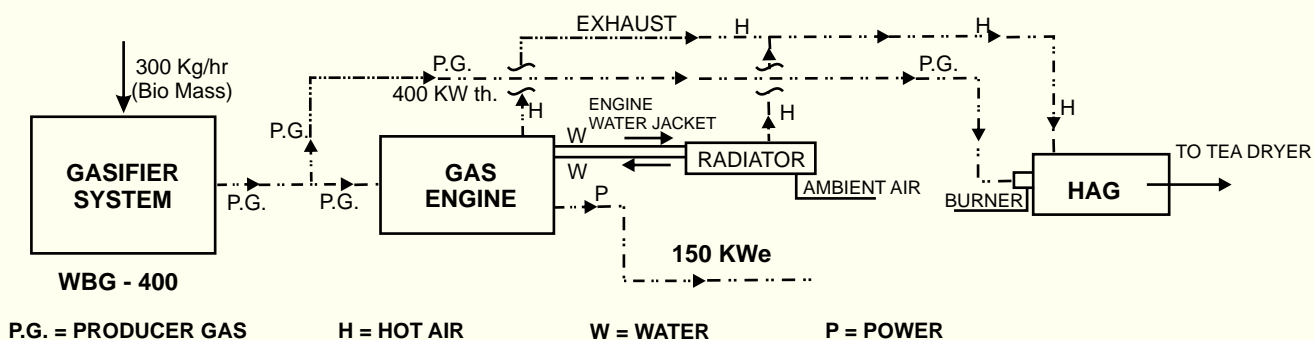 EXHAUST
H
H
300 Kg/hr
(Bio Mass)
P.G.
400 KW th.
P.G.
P.G.
H
ENGINE
WATER JACKET
H
H
W
W
GASIFIER
SYSTEM
P.G.
P.G.
GAS
ENGINE
RADIATOR
AMBIENT AIR
P
BURNER
HAG
TO TEA DRYER
150 KWe
WBG - 400
P.G. = PRODUCER GAS H = HOT AIR W = WATER P = POWER